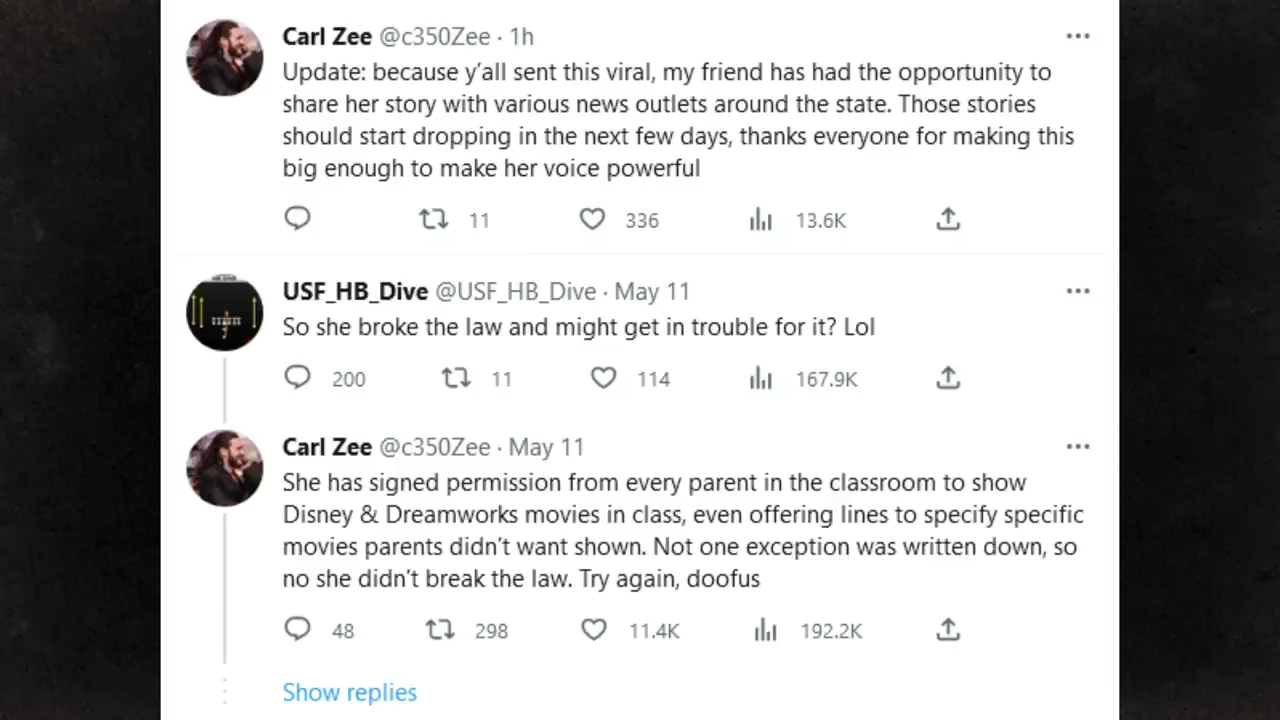 Carl Zee @c350Zee · 1h
Update: because y’all sent this viral, my friend has had the opportunity to
share her story with various news outlets around the state. Those stories
should start dropping in the next few days, thanks everyone for making this
big enough to make her voice powerful
11 336 13.6K
USF_HB_Dive @USF_HB_Dive · May 11
So she broke the law and might get in trouble for it? Lol
200 11 114 167.9K
Carl Zee @c350Zee · May 11
She has signed permission from every parent in the classroom to show
Disney & Dreamworks movies in class, even offering lines to specify specific
movies parents didn’t want shown. Not one exception was written down, so
no she didn’t break the law. Try again, doofus
48 298 11.4K 192.2K
Show replies